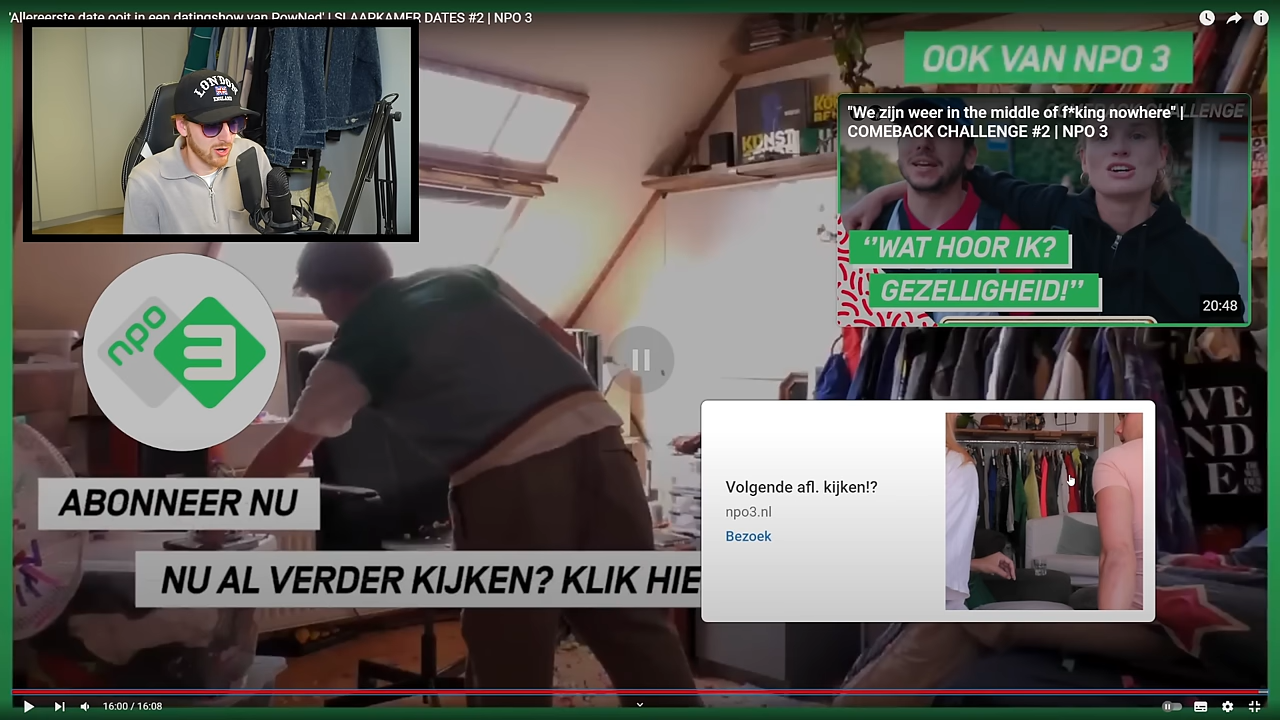 'Allereerste date ooit in een datingshow van PowNed' | SLAAPKAMER DATES #2 | NPO 3
LONDON
ENGLAND
OOK VAN NPO 3
"We zijn weer in the middle of f*king nowhere" |
COMEBACK CHALLENGE #2 | NPO 3
"WAT HOOR IK?
GEZELLIGHEID!"
20:48
npo 3
WE
ND
E
ABONNEER NU
NU AL VERDER KIJKEN? KLIK HIE
Volgende afl. kijken!?
npo3.nl
Bezoek
16:00 / 16:08